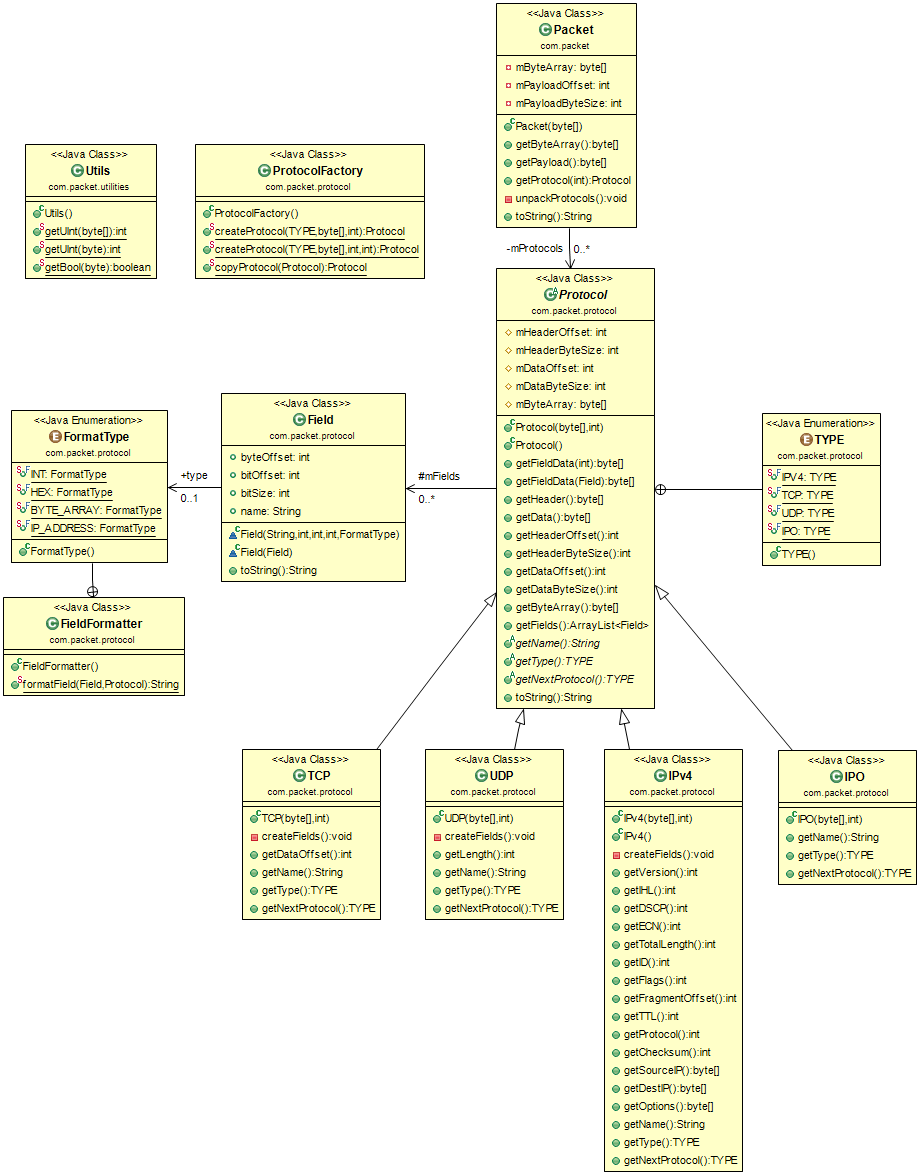 <<Java Class>>
Packet
com.packet
mByteArray: byte[]
mPayloadOffset: int
mPayloadByteSize: int
Packet(byte[])
getByteArray():byte[]
getPayload():byte[]
getProtocol(int):Protocol
unpackProtocols():void
toString():String
<<Java Class>>
Utils
com.packet.utilities
Utils()
getUInt(byte[]):int
getUInt(byte):int
getBool(byte):boolean
<<Java Class>>
ProtocolFactory
com.packet.protocol
ProtocolFactory()
createProtocol(TYPE,byte[],int):Protocol
createProtocol(TYPE,byte[],int,int):Protocol
copyProtocol(Protocol):Protocol
-mProtocols
0..*
<<Java Class>>
Protocol
com.packet.protocol
mHeaderOffset: int
mHeaderByteSize: int
mDataOffset: int
mDataByteSize: int
mByteArray: byte[]
Protocol(byte[],int)
Protocol()
getFieldData(int):byte[]
getFieldData(Field):byte[]
getHeader():byte[]
getData():byte[]
getHeaderOffset():int
getHeaderByteSize():int
getDataOffset():int
getDataByteSize():int
getByteArray():byte[]
getFields():ArrayList<Field>
getName():String
getType():TYPE
getNextProtocol():TYPE
toString():String
<<Java Enumeration>>
FormatType
com.packet.protocol
INT: FormatType
HEX: FormatType
BYTE_ARRAY: FormatType
IP_ADDRESS: FormatType
FormatType()
+type
0..1
<<Java Class>>
Field
com.packet.protocol
byteOffset: int
bitOffset: int
bitSize: int
name: String
Field(String,int,int,int,FormatType)
Field(Field)
toString():String
#mFields
0..*
<<Java Enumeration>>
TYPE
com.packet.protocol
IPV4: TYPE
TCP: TYPE
UDP: TYPE
IPO: TYPE
TYPE()
<<Java Class>>
FieldFormatter
com.packet.protocol
FieldFormatter()
formatField(Field,Protocol):String
<<Java Class>>
TCP
com.packet.protocol
TCP(byte[],int)
createFields():void
getDataOffset():int
getName():String
getType():TYPE
getNextProtocol():TYPE
<<Java Class>>
UDP
com.packet.protocol
UDP(byte[],int)
createFields():void
getLength():int
getName():String
getType():TYPE
getNextProtocol():TYPE
<<Java Class>>
IPv4
com.packet.protocol
IPv4(byte[],int)
IPv4()
createFields():void
getVersion():int
getIHL():int
getDSCP():int
getECN():int
getTotalLength():int
getID():int
getFlags():int
getFragmentOffset():int
getTTL():int
getProtocol():int
getChecksum():int
getSourceIP():byte[]
getDestIP():byte[]
getOptions():byte[]
getName():String
getType():TYPE
getNextProtocol():TYPE
<<Java Class>>
IPO
com.packet.protocol
IPO(byte[],int)
getName():String
getType():TYPE
getNextProtocol():TYPE